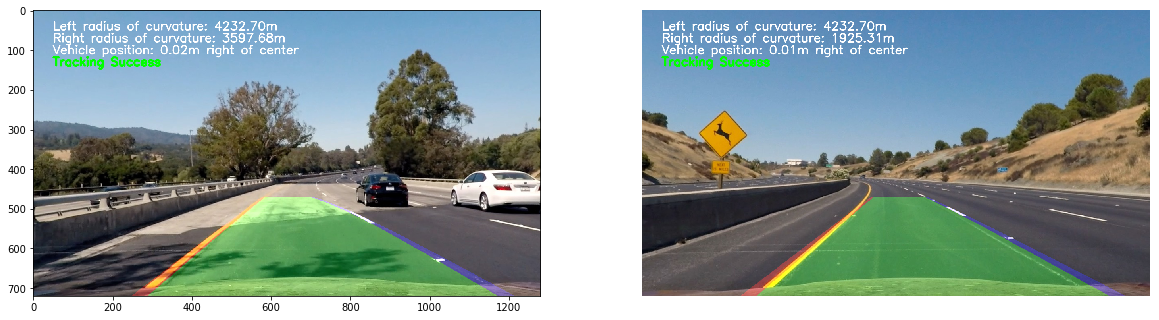 Left radius of curvature: 4232.70m
Right radius of curvature: 3597.68m
Vehicle position: 0.02m right of center
Tracking Success
0
100
200
300
400
500
600
700
0
200
400
600
800
1000
1200
Left radius of curvature: 4232.70m
Right radius of curvature: 1925.31m
Vehicle position: 0.01m right of center
Tracking Success